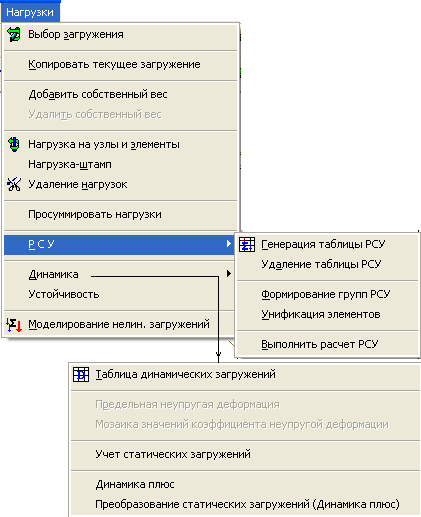 Нагрузки
Выбор загружения
Копировать текущее загружение
Добавить собственный вес
Удалить собственный вес
Нагрузка на узлы и элементы
Нагрузка-штамп
Удаление нагрузок
Просуммировать нагрузки
Р С У
Динамика
Устойчивость
Моделирование нелин. загружений
Генерация таблицы РСУ
Удаление таблицы РСУ
Формирование групп РСУ
Унификация элементов
Выполнить расчет РСУ
Таблица динамических загружений
Предельная неупругая деформация
Мозаика значений коэффициента неупругой деформации
Учет статических загружений
Динамика плюс
Преобразование статических загружений (Динамика плюс)